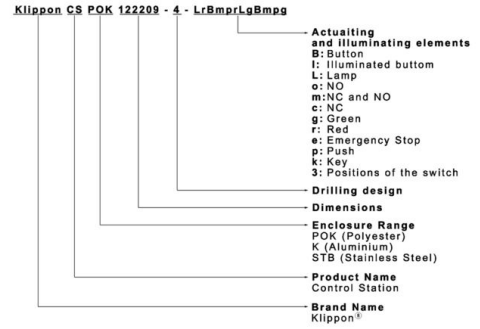 Klippon CS POK 122209 - 4 - LrBmprLgBmpg
Actuaiting
and illuminating elements
B: Button
I: Illuminated buttom
L: Lamp
o: NO
m: NC and NO
c: NC
g: Green
r: Red
e: Emergency Stop
p: Push
k: Key
3: Positions of the switch
Drilling design
Dimensions
Enclosure Range
POK (Polyester)
K (Aluminium)
STB (Stainless Steel)
Product Name
Control Station
Brand Name
Klippon®